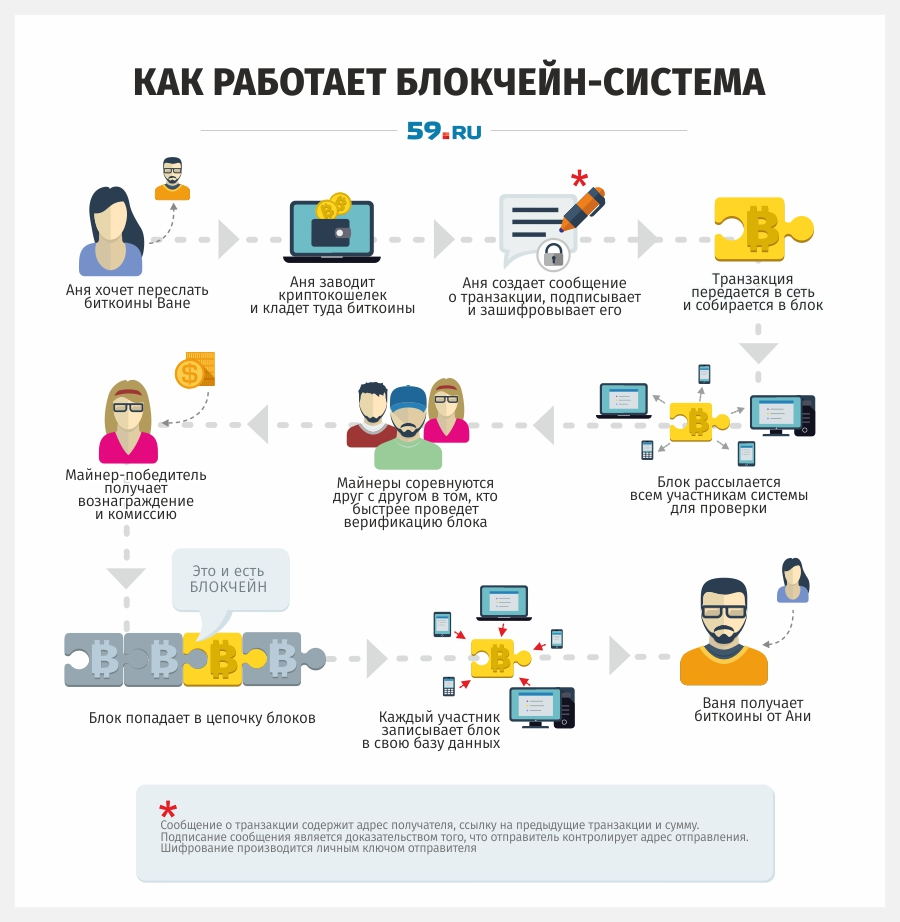 КАК РАБОТАЕТ БЛОКЧЕЙН-СИСТЕМА
59.RU
Аня хочет переслать
биткоины Ване
Аня заводит
криптокошелек
и кладет туда биткоины
*
Аня создает сообщение
о транзакции, подписывает
и зашифровывает его
Транзакция
передается в сеть
и собирается в блок
Блок рассылается
всем участникам системы
для проверки
Майнеры соревнуются
друг с другом в том, кто
быстрее проведет
верификацию блока
Майнер-победитель
получает
вознаграждение
и комиссию
Это и есть
БЛОКЧЕЙН
Блок попадает в цепочку блоков
Каждый участник
записывает блок
в свою базу данных
Ваня получает
биткоины от Ани
*
Сообщение о транзакции содержит адрес получателя, ссылку на предыдущие транзакции и сумму.
Подписание сообщения является доказательством того, что отправитель контролирует адрес отправления.
Шифрование производится личным ключом отправителя